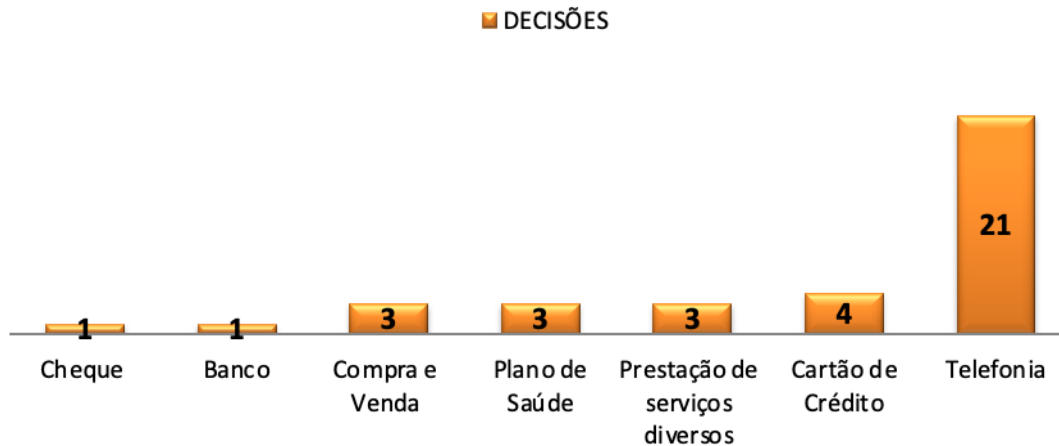 DECISÕES
1
1
3
3
3
4
21
Cheque
Banco
Compra e
Venda
Plano de
Saúde
Prestação de
serviços
diversos
Cartão de
Crédito
Telefonia